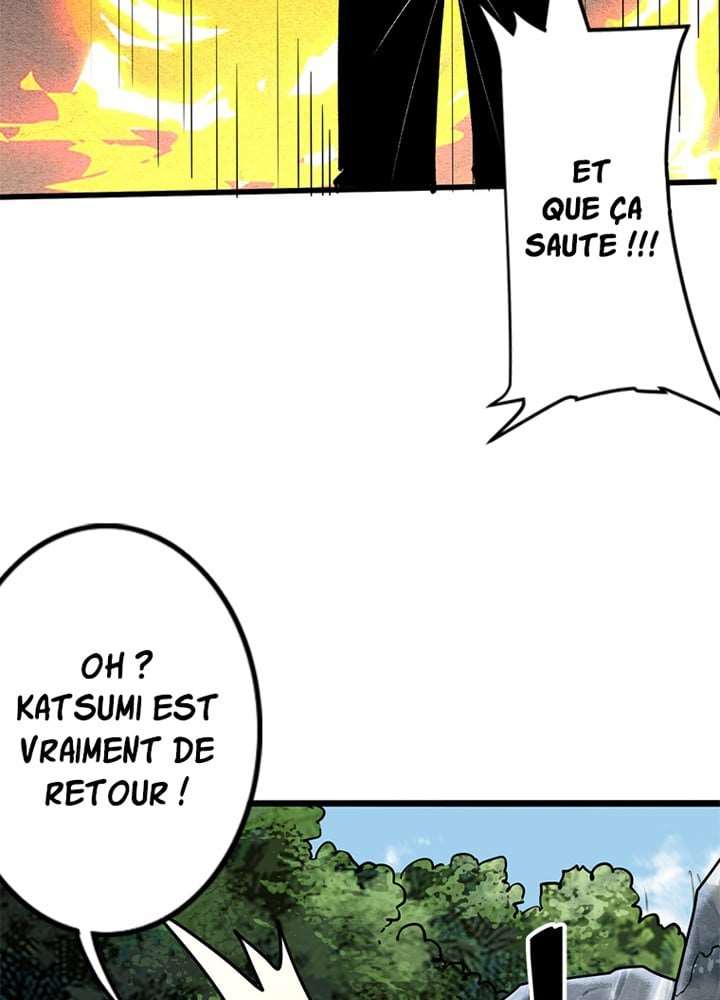 ET
QUE ÇA
SAUTE !!!
OH ?
KATSUMI EST
VRAIMENT DE
RETOUR !